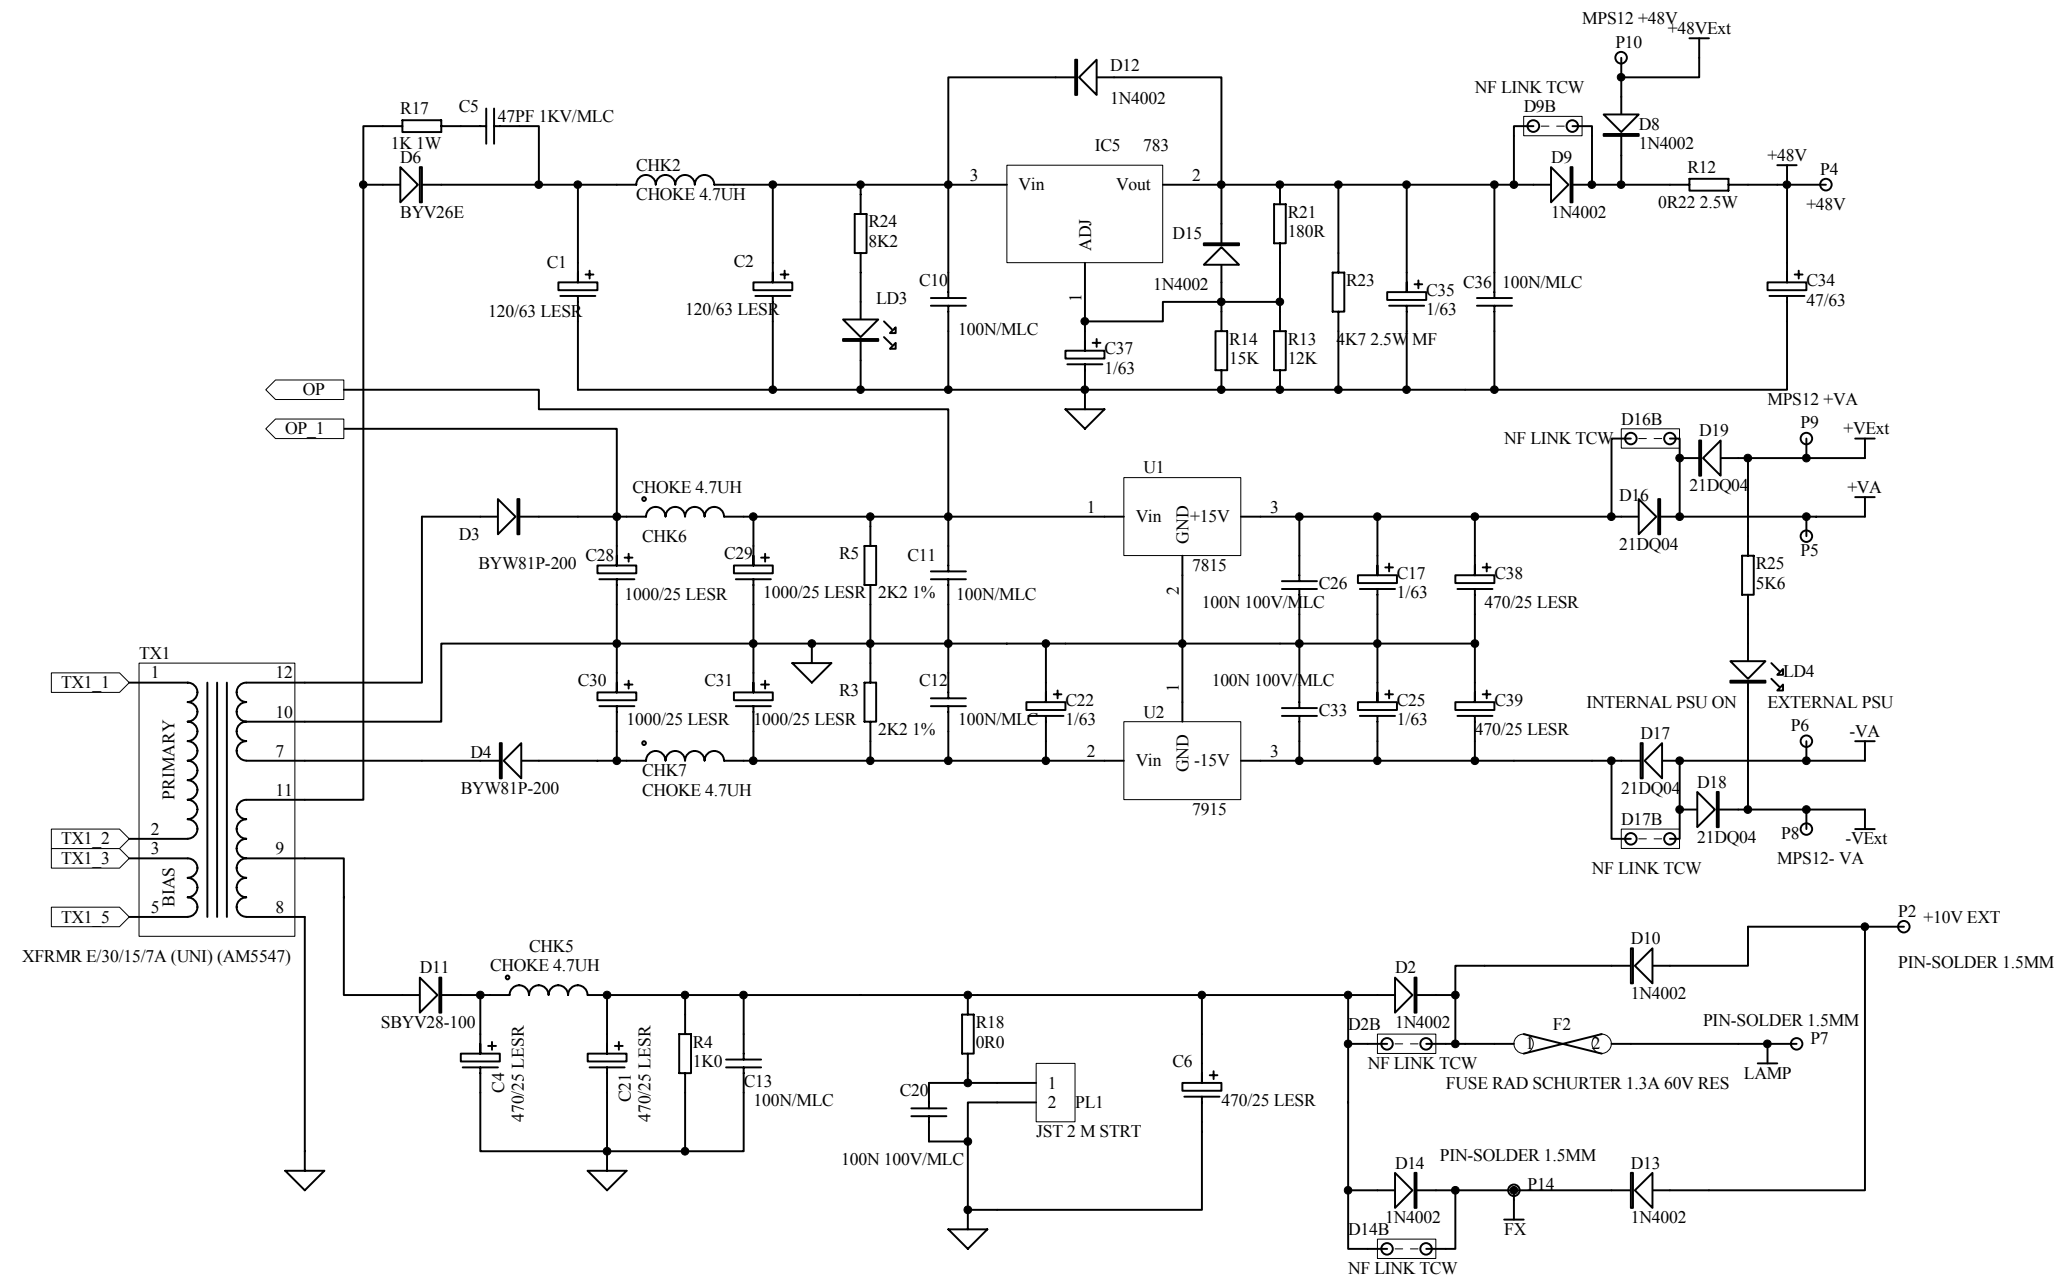 MPS12 +48V
+48VExt
P10
D12
1N4002
NF LINK TCW
D9B
D8
1N4002
R17
1K 1W
C5
47PF 1KV/MLC
D6
BYV26E
CHK2
CHOKE 4.7UH
IC5 783
3
Vin
Vout
2
ADJ
1
D9
1N4002
R12
0R22 2.5W
+48V
P4
+48V
R24
8K2
D15
1N4002
R21
180R
C1
120/63 LESR
C2
120/63 LESR
LD3
C10
100N/MLC
R23
4K7 2.5W MF
C35
1/63
C36
100N/MLC
C34
47/63
C37
1/63
R14
15K
R13
12K
OP
OP_1
MPS12 +VA
P9
+VExt
D16B
NF LINK TCW
D19
21DQ04
D16
21DQ04
+VA
P5
CHOKE 4.7UH
CHK6
D3
BYW81P-200
U1
1
Vin
GND
+15V
3
7815
2
C28
1000/25 LESR
C29
1000/25 LESR
R5
2K2 1%
C11
100N/MLC
C26
100N 100V/MLC
C17
1/63
C38
470/25 LESR
R25
5K6
TX1
TX1_1
1
12
10
7
11
PRIMARY
TX1_2
2
TX1_3
3
9
BIAS
TX1_5
5
8
XFRMR E/30/15/7A (UNI) (AM5547)
C30
1000/25 LESR
C31
1000/25 LESR
R3
2K2 1%
C12
100N/MLC
C22
1/63
1
U2
2
Vin
GND
-15V
3
7915
100N 100V/MLC
C33
C25
1/63
C39
470/25 LESR
LD4
INTERNAL PSU ON
EXTERNAL PSU
D4
BYW81P-200
CHK7
CHOKE 4.7UH
P6
-VA
D17
21DQ04
D18
21DQ04
D17B
NF LINK TCW
P8
-VExt
MPS12- VA
P2
+10V EXT
PIN-SOLDER 1.5MM
D11
SBYV28-100
CHK5
CHOKE 4.7UH
D2
1N4002
D10
1N4002
D2B
NF LINK TCW
F2
1
2
FUSE RAD SCHURTER 1.3A 60V RES
PIN-SOLDER 1.5MM
P7
LAMP
C4
470/25 LESR
C21
470/25 LESR
R4
1K0
C13
100N/MLC
R18
0R0
C20
100N 100V/MLC
1
2
PL1
JST 2 M STRT
C6
470/25 LESR
D14
1N4002
PIN-SOLDER 1.5MM
P14
FX
D13
1N4002
D14B
NF LINK TCW